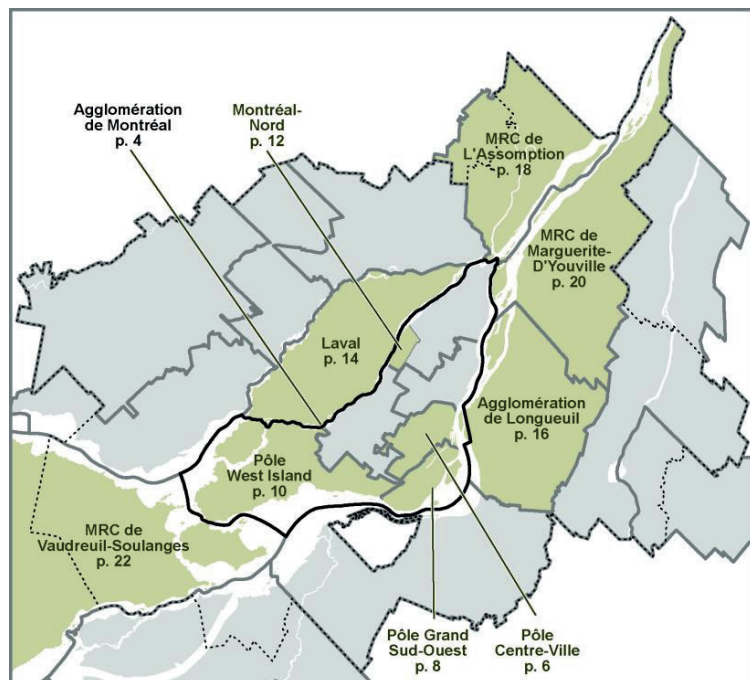 Agglomération
de Montréal
p. 4
Montréal-
Nord
p. 12
MRC de
L'Assomption
p. 18
MRC de
Marguerite-
D'Youville
p. 20
Laval
p. 14
Agglomération
de Longueuil
p. 16
Pôle
West Island
p. 10
MRC de
Vaudreuil-Soulanges
p. 22
Pôle Grand
Sud-Ouest
p. 8
Pôle
Centre-Ville
p. 6